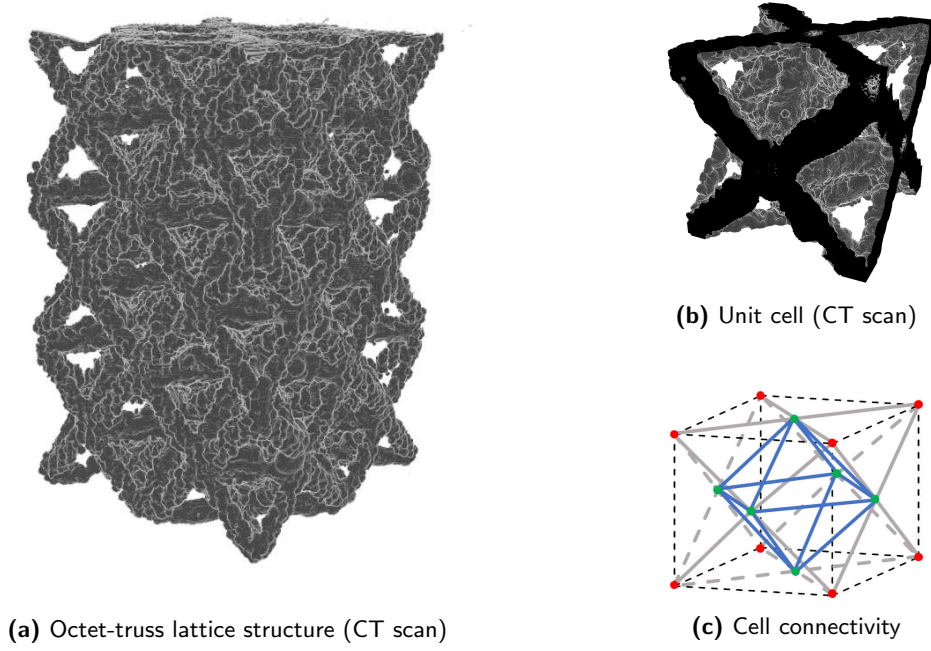 (a) Octet-truss lattice structure (CT scan)
(b) Unit cell (CT scan)
(c) Cell connectivity